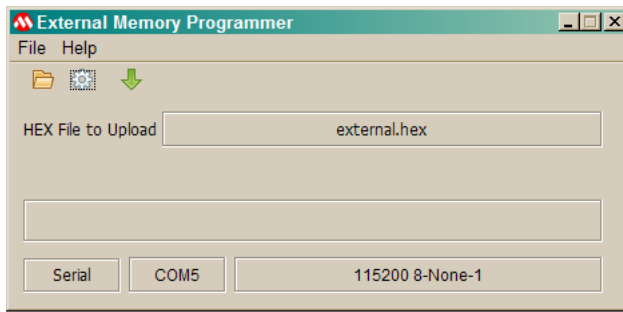 External Memory Programmer
File Help
HEX File to Upload external.hex
Serial COM5 115200 8-None-1